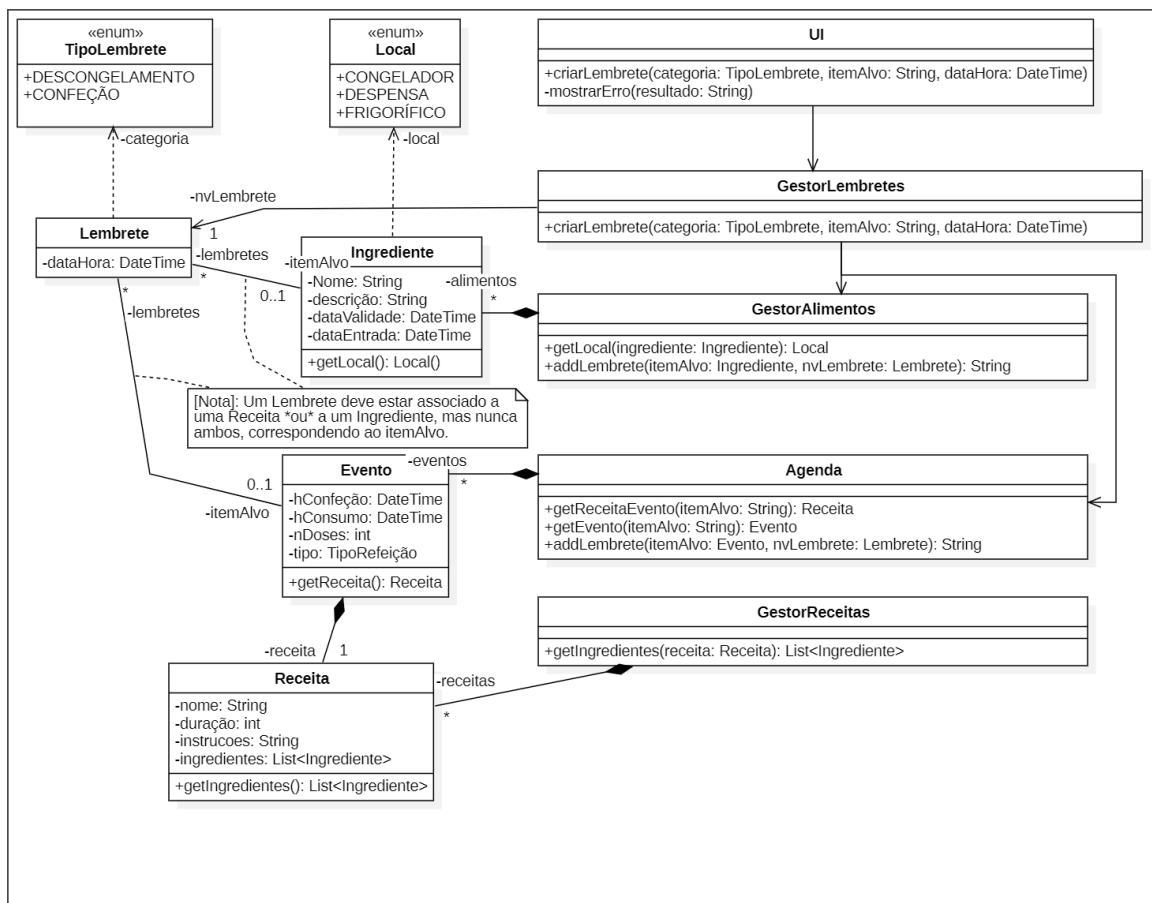 «enum»
TipoLembrete
+DESCONGELAMENTO
+CONFEÇÃO
«enum»
Local
+CONGELADOR
+DESPENSA
+FRIGORÍFICO
UI
+criarLembrete(categoria: TipoLembrete, itemAlvo: String, dataHora: DateTime)
-mostrarErro(resultado: String)
-categoria
-local
GestorLembretes
+criarLembrete(categoria: TipoLembrete, itemAlvo: String, dataHora: DateTime)
-nvLembrete
1
Lembrete
-dataHora: DateTime
-lembretes
*
-itemAlvo
0..1
Ingrediente
-Nome: String
-descrição: String
-dataValidade: DateTime
-dataEntrada: DateTime
+getLocal(): Local()
-alimentos
*
GestorAlimentos
+getLocal(ingrediente: Ingrediente): Local
+addLembrete(itemAlvo: Ingrediente, nvLembrete: Lembrete): String
*
-lembretes
[Nota]: Um Lembrete deve estar associado a
uma Receita *ou* a um Ingrediente, mas nunca
ambos, correspondendo ao itemAlvo.
0..1
-itemAlvo
Evento
-hConfeção: DateTime
-hConsumo: DateTime
-nDoses: int
-tipo: TipoRefeição
+getReceita(): Receita
-eventos
*
Agenda
+getReceitaEvento(itemAlvo: String): Receita
+getEvento(itemAlvo: String): Evento
+addLembrete(itemAlvo: Evento, nvLembrete: Lembrete): String
GestorReceitas
+getIngredientes(receita: Receita): List<Ingrediente>
-receita
1
-receitas
*
Receita
-nome: String
-duração: int
-instrucoes: String
-ingredientes: List<Ingrediente>
+getIngredientes(): List<Ingrediente>